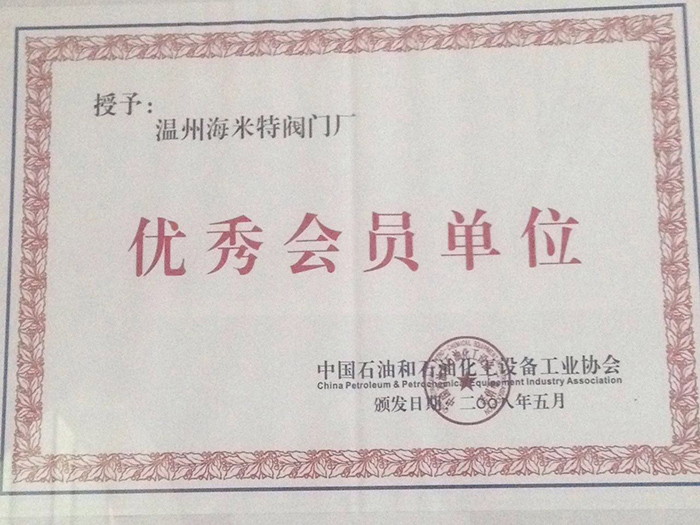 授予：
温州海米特阀门厂
优秀会员单位
中国石油和石油化工设备工业协会
China Petroleum & Petrochemical Equipement Industry Association
颁发日期 二〇〇八年五月